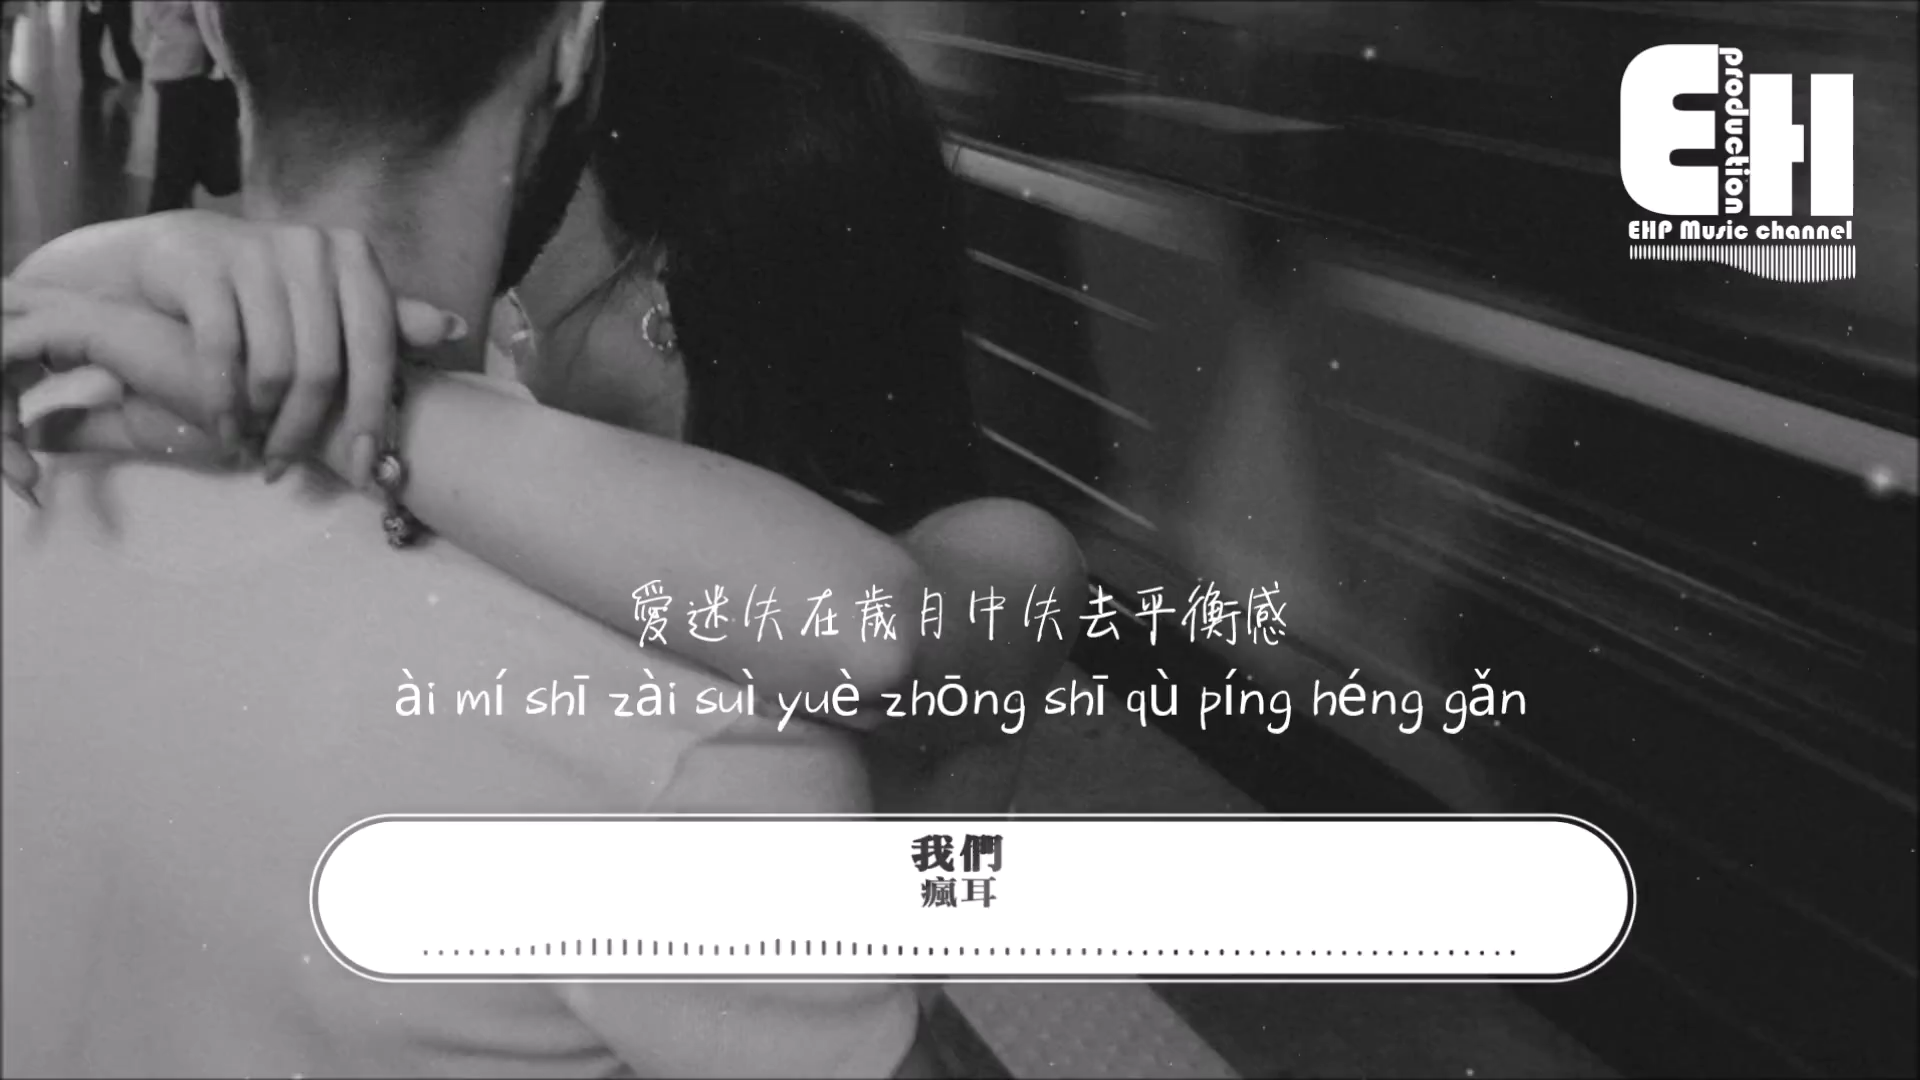 EH
production
EHP Music channel
愛迷失在歲月中失去平衡感
ài mí shī zài suì yuè zhōng shī qù píng héng gǎn
我們
瘋耳